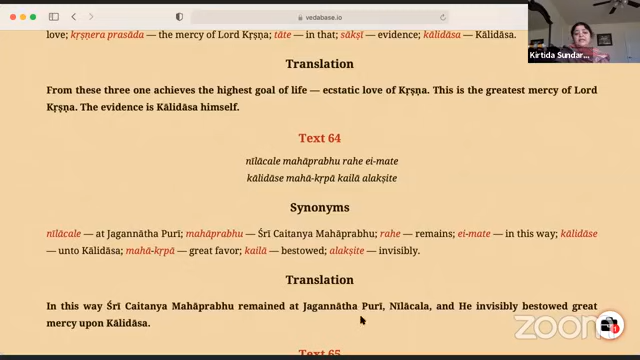 vedabase.io
Kirtida Sundar...
love; kṛṣṇera prasāda — the mercy of Lord Kṛṣṇa; tāte — in that; sākṣī — evidence; kālidāsa — Kālidāsa.
Translation
From these three one achieves the highest goal of life — ecstatic love of Kṛṣṇa. This is the greatest mercy of Lord
Kṛṣṇa. The evidence is Kālidāsa himself.
Text 64
nīlācale mahāprabhu rahe ei-mate
kālidāse mahā-kṛpā kailā alakṣite
Synonyms
nīlācale — at Jagannātha Purī; mahāprabhu — Śrī Caitanya Mahāprabhu; rahe — remains; ei-mate — in this way; kālidāse
— unto Kālidāsa; mahā-kṛpā — great favor; kailā — bestowed; alakṣite — invisibly.
Translation
In this way Śrī Caitanya Mahāprabhu remained at Jagannātha Purī, Nīlācala, and He invisibly bestowed great
mercy upon Kālidāsa.
zoom
Text 65